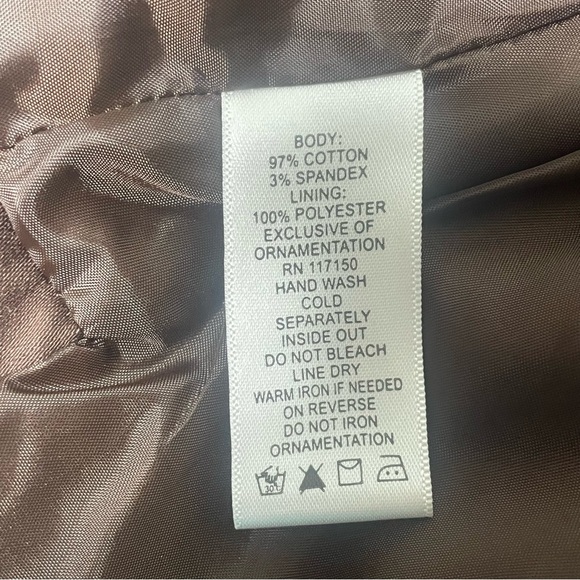 BODY:
97% COTTON
3% SPANDEX
LINING:
100% POLYESTER
EXCLUSIVE OF
ORNAMENTATION
RN 117150
HAND WASH
COLD
SEPARATELY
INSIDE OUT
DO NOT BLEACH
LINE DRY
WARM IRON IF NEEDED
ON REVERSE
DO NOT IRON
ORNAMENTATION
30